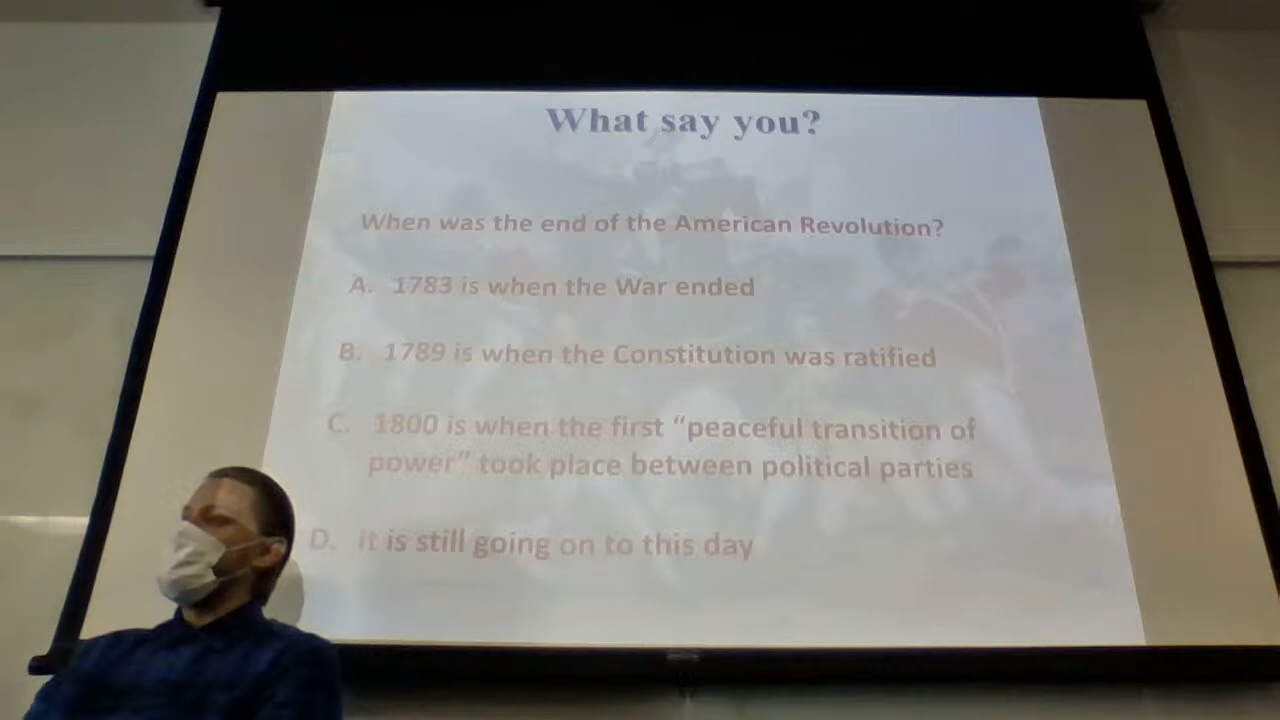 What say you?
When was the end of the American Revolution?
A. 1783 is when the War ended
B. 1789 is when the Constitution was ratified
C. 1800 is when the first “peaceful transition of
power” took place between political parties
D. It is still going on to this day